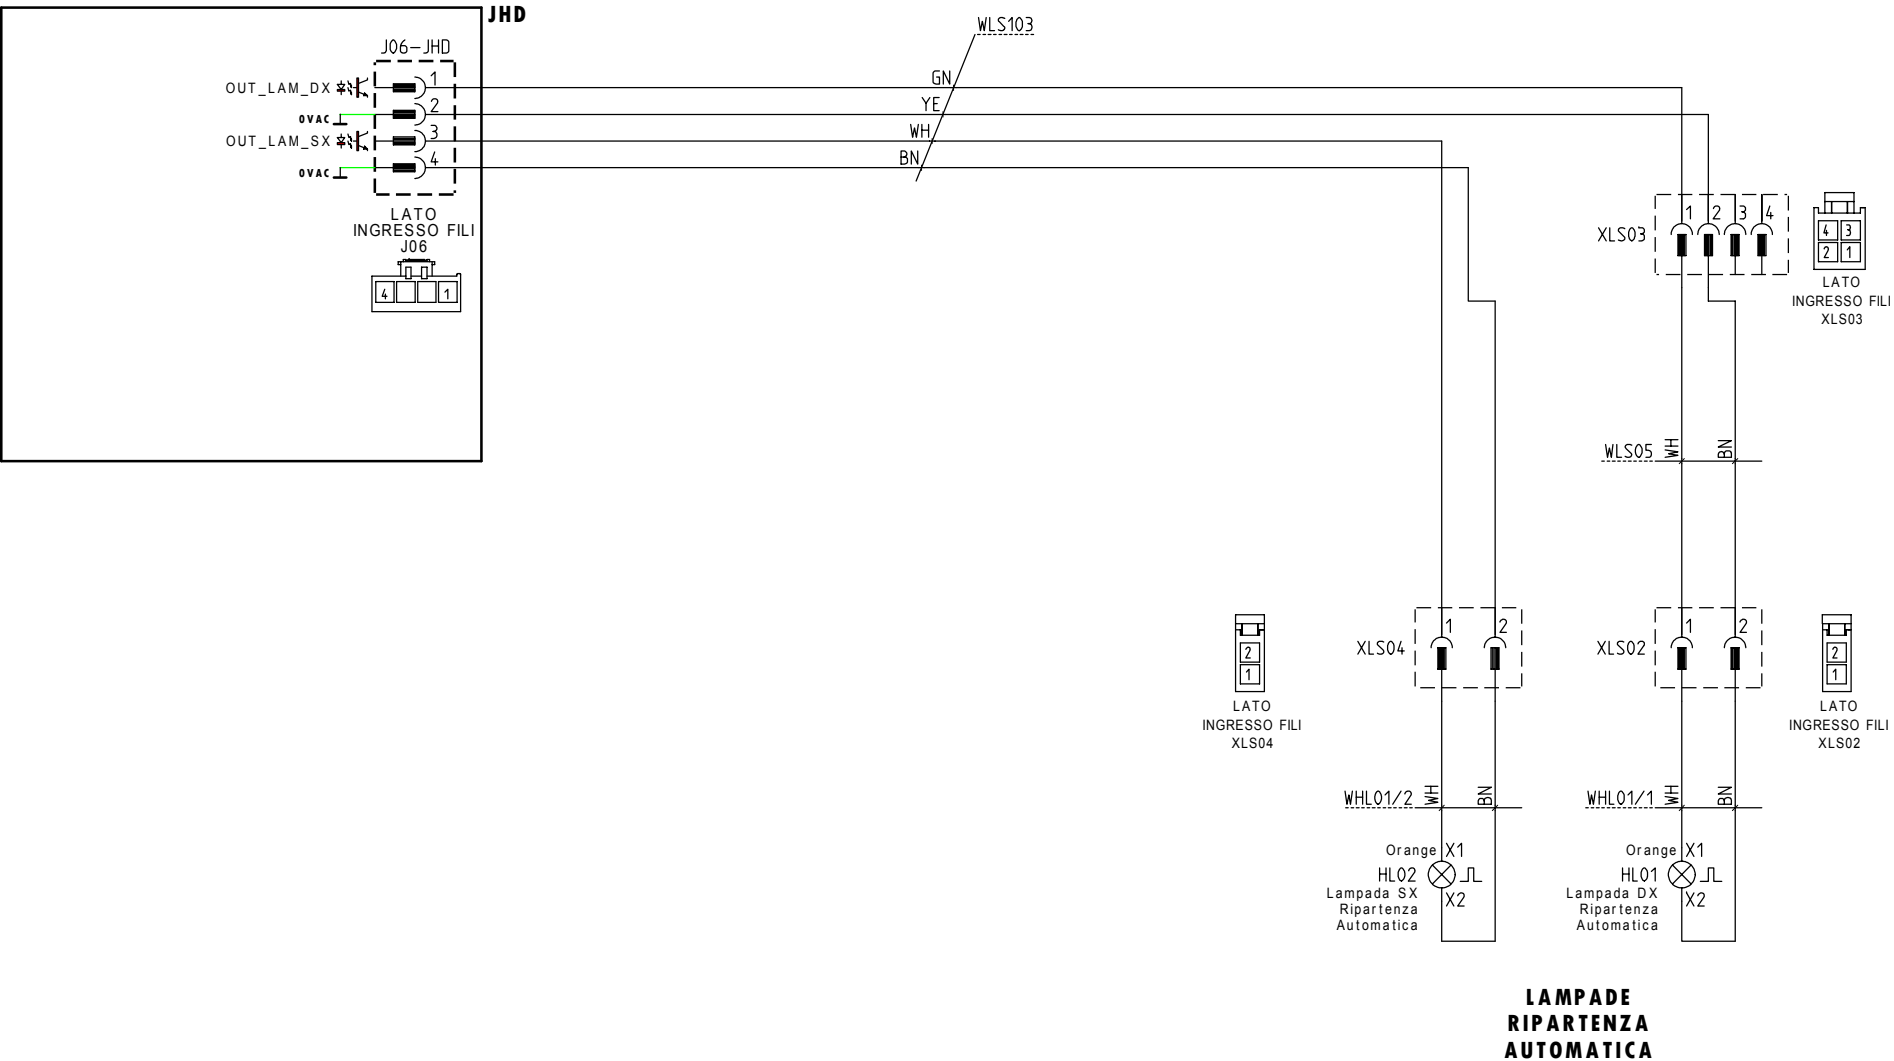 JHD
J06-JHD
WLS103
OUT_LAM_DX
1
GN
0VAC
2
YE
OUT_LAM_SX
3
WH
0VAC
4
BN
LATO
INGRESSO FILI
J06
4
1
XLS03
1
2
3
4
4
3
2
1
LATO
INGRESSO FILI
XLS03
WLS05
WH
BN
XLS04
1
2
2
1
LATO
INGRESSO FILI
XLS04
XLS02
1
2
2
1
LATO
INGRESSO FILI
XLS02
WHL01/2
WH
BN
WHL01/1
WH
BN
Orange
X1
HL02
Lampada SX
X2
Ripartenza
Automatica
Orange
X1
HL01
Lampada DX
X2
Ripartenza
Automatica
LAMPADE
RIPARTENZA
AUTOMATICA